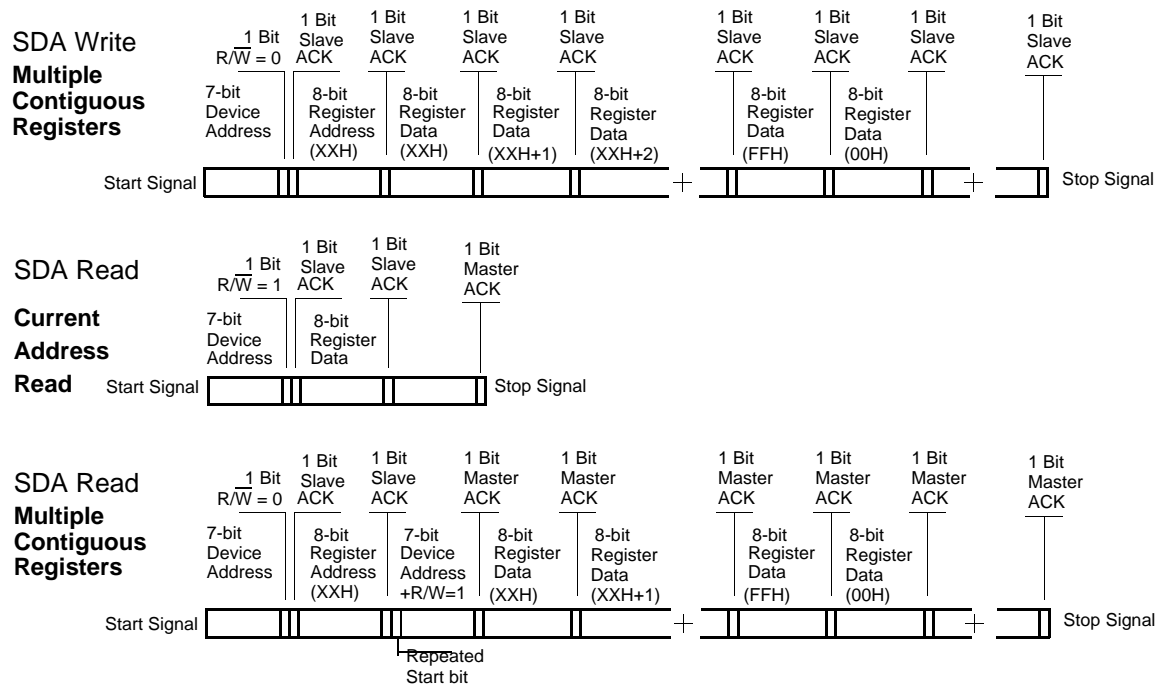 SDA Write
Multiple
Contiguous
Registers
1 Bit
R/W = 0
1 Bit
Slave
ACK
1 Bit
Slave
ACK
1 Bit
Slave
ACK
1 Bit
Slave
ACK
1 Bit
Slave
ACK
1 Bit
Slave
ACK
1 Bit
Slave
ACK
1 Bit
Slave
ACK
7-bit
Device
Address
8-bit
Register
Address
(XXH)
8-bit
Register
Data
(XXH)
8-bit
Register
Data
(XXH+1)
8-bit
Register
Data
(XXH+2)
8-bit
Register
Data
(FFH)
8-bit
Register
Data
(00H)
Start Signal
Stop Signal
SDA Read
Current
Address
Read
1 Bit
R/W = 1
1 Bit
Slave
ACK
1 Bit
Slave
ACK
1 Bit
Master
ACK
7-bit
Device
Address
8-bit
Register
Data
Start Signal
Stop Signal
SDA Read
Multiple
Contiguous
Registers
1 Bit
R/W = 0
1 Bit
Slave
ACK
1 Bit
Slave
ACK
1 Bit
Master
ACK
1 Bit
Master
ACK
1 Bit
Master
ACK
1 Bit
Master
ACK
1 Bit
Master
ACK
1 Bit
Master
ACK
7-bit
Device
Address
8-bit
Register
Address
(XXH)
7-bit
Device
Address
+R/W=1
8-bit
Register
Data
(XXH)
8-bit
Register
Data
(XXH+1)
8-bit
Register
Data
(FFH)
8-bit
Register
Data
(00H)
Start Signal
Stop Signal
Repeated
Start bit